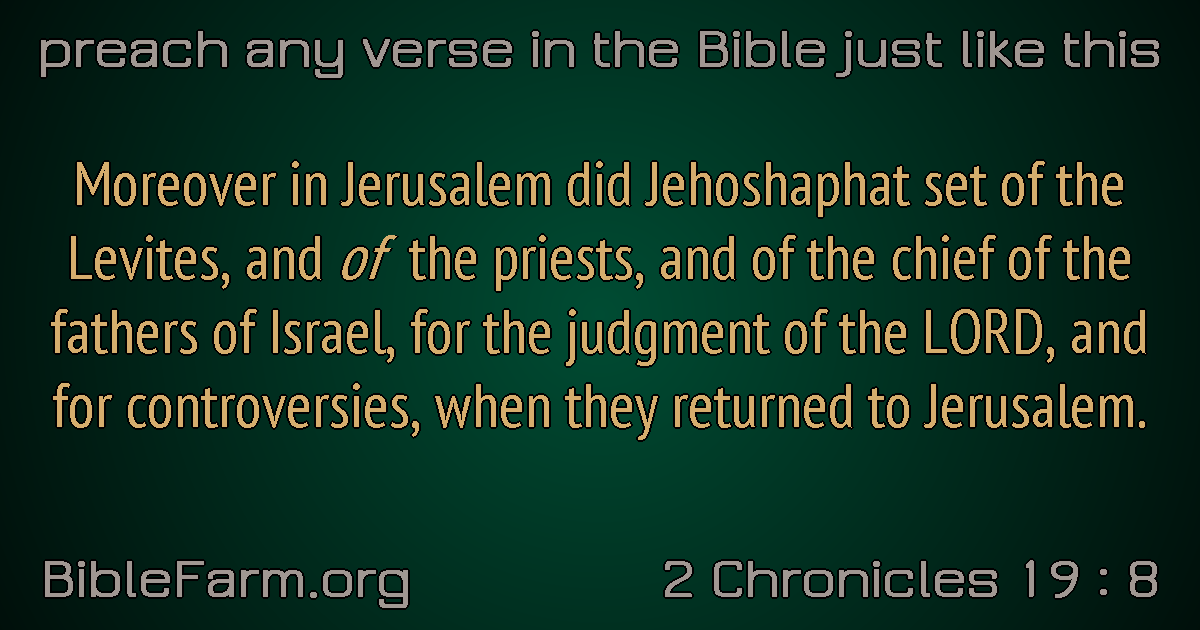 preach any verse in the Bible just like this
Moreover in Jerusalem did Jehoshaphat set of the
Levites, and of the priests, and of the chief of the
fathers of Israel, for the judgment of the LORD, and
for controversies, when they returned to Jerusalem.
BibleFarm.org
2 Chronicles 19 : 8